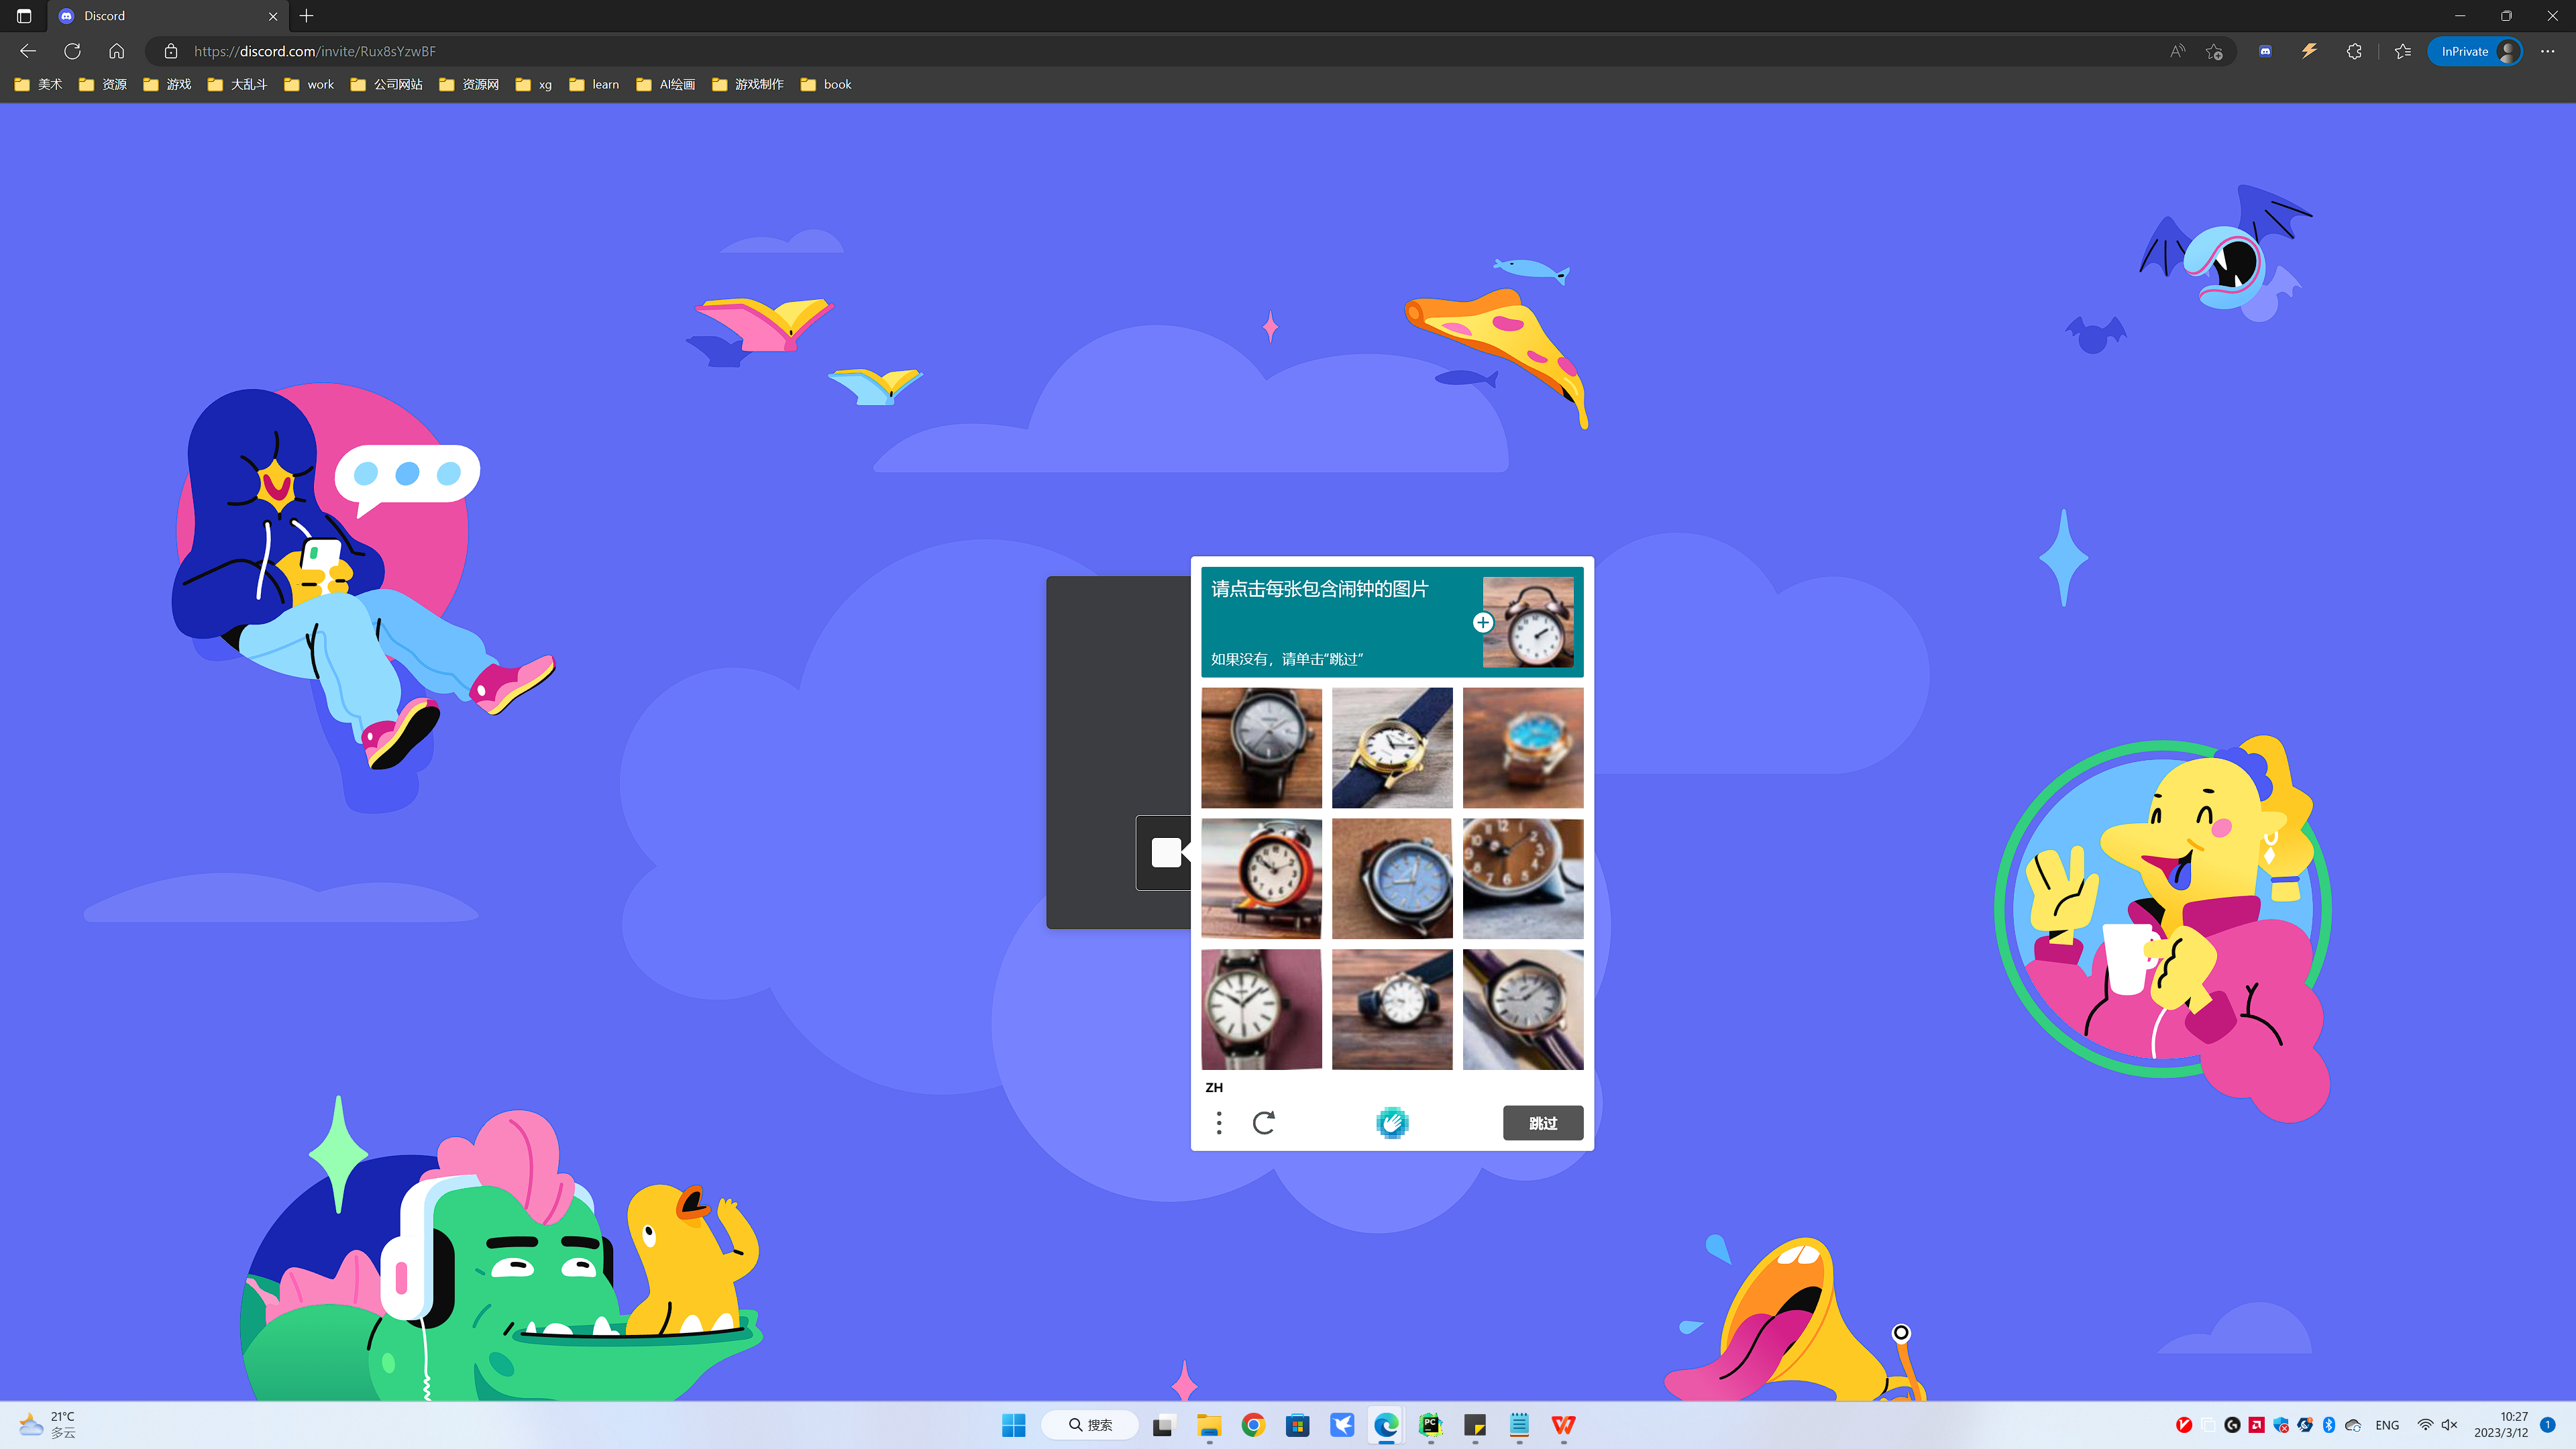 Discord
https://discord.com/invite/Rux8sYzwBF
InPrivate
美术 资源 游戏 大乱斗 work 公司网站 资源网 xg learn AI绘画 游戏制作 book
请点击每张包含闹钟的图片
如果没有，请单击“跳过”
ZH
跳过
21°C
多云
搜索
ENG
10:27
2023/3/12
1